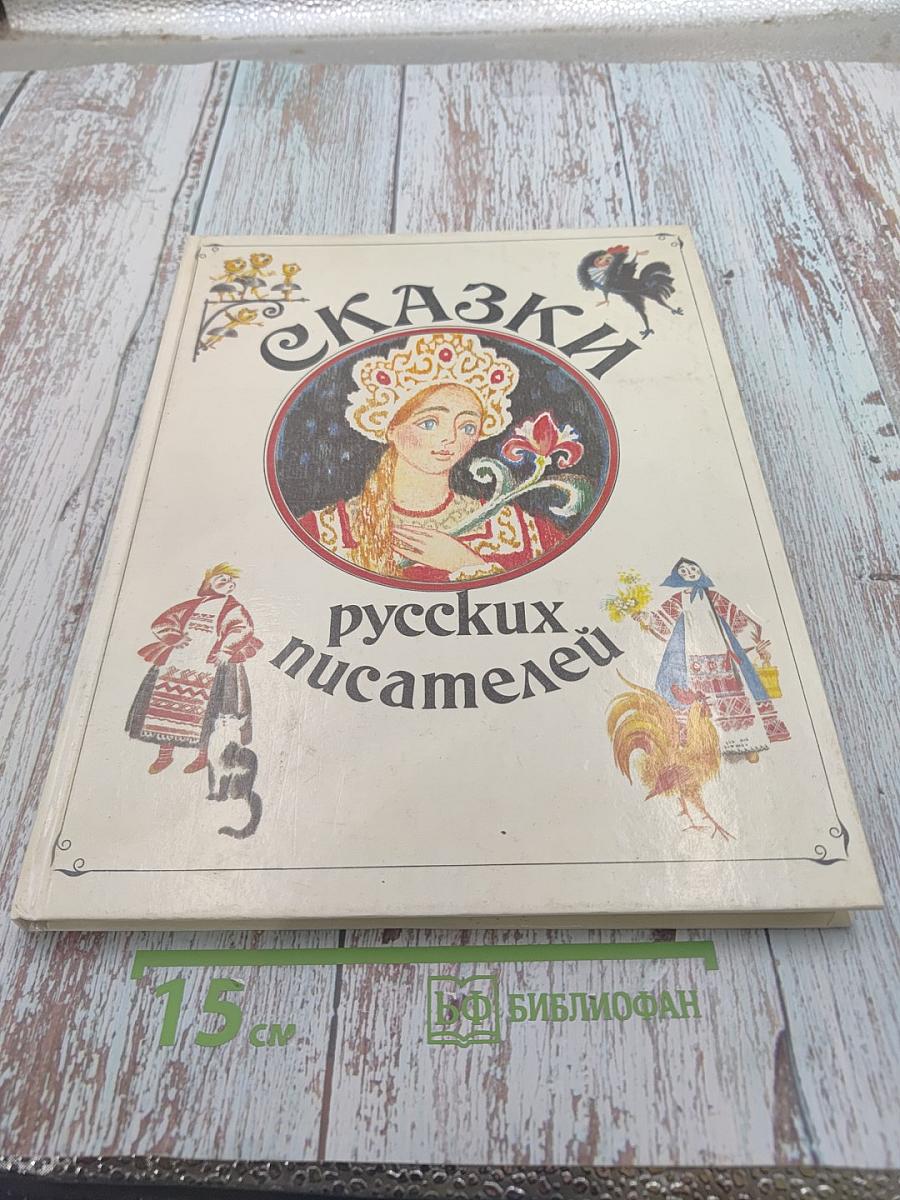 СКАЗКИ
русских
писателей
15 см
БФ БИБЛИОФАН